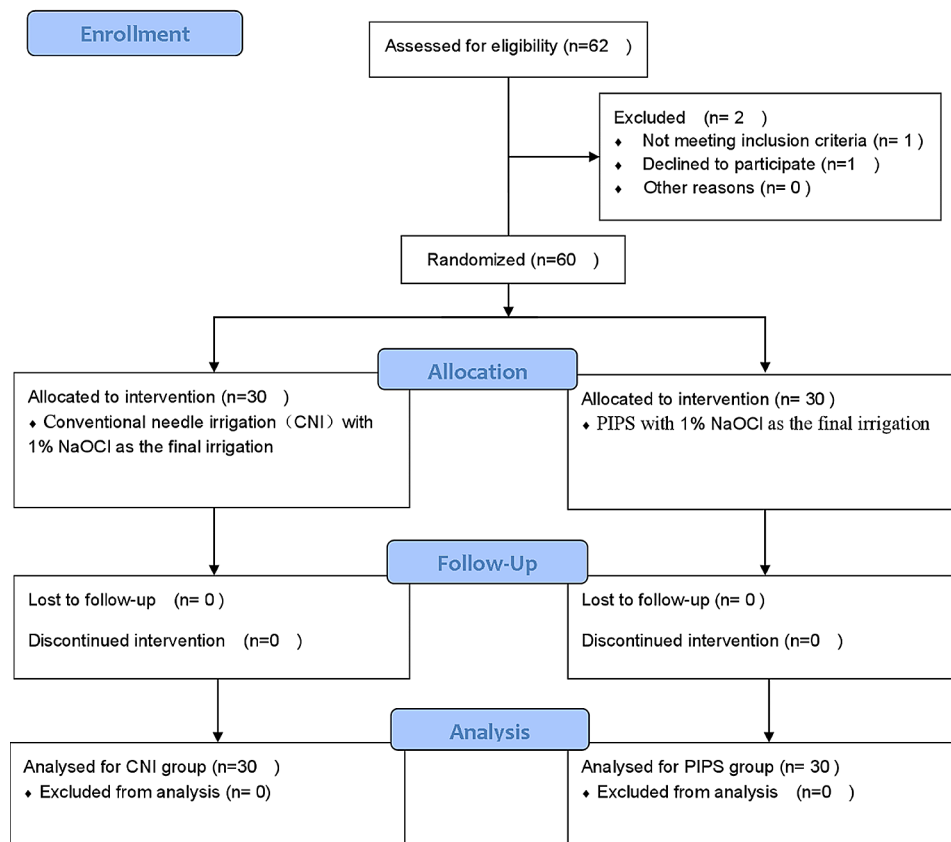 Enrollment
Assessed for eligibility (n=62 )
Excluded (n= 2 )
♦ Not meeting inclusion criteria (n= 1 )
♦ Declined to participate (n=1 )
♦ Other reasons (n= 0 )
Randomized (n=60 )
Allocation
Allocated to intervention (n=30 )
♦ Conventional needle irrigation（CNI）with
1% NaOCl as the final irrigation
Allocated to intervention (n= 30 )
♦ PIPS with 1% NaOCl as the final irrigation
Follow-Up
Lost to follow-up (n= 0 )
Discontinued intervention (n=0 )
Lost to follow-up (n= 0 )
Discontinued intervention (n=0 )
Analysis
Analysed for CNI group (n=30 )
♦ Excluded from analysis (n= 0)
Analysed for PIPS group (n= 30 )
♦ Excluded from analysis (n=0 )